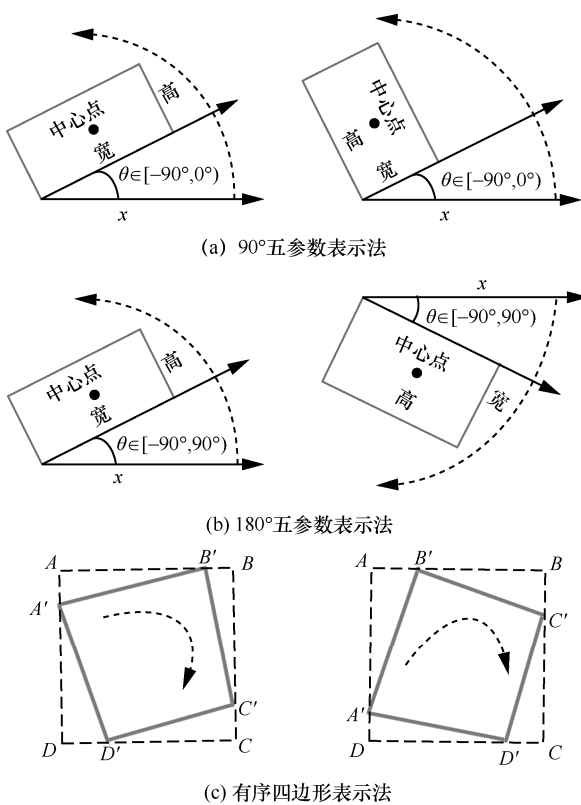 中心点
高
宽
θ∈[−90°,0°)
x
中心点
高
宽
θ∈[−90°,0°)
x
(a) 90°五参数表示法
中心点
高
宽
θ∈[−90°,90°)
x
x
θ∈[−90°,90°)
中心点
高
宽
(b) 180°五参数表示法
A
B′
B
A′
C′
D
D′
C
A
B′
B
C′
A′
D
D′
C
(c) 有序四边形表示法